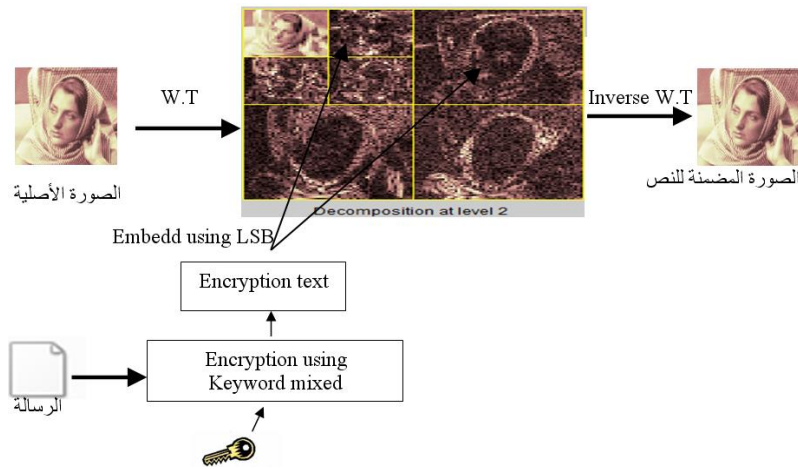 W.T
Inverse W.T
الصورة الأصلية
الصورة المضمنة للنص
Decomposition at level 2
Embedd using LSB
Encryption text
Encryption using
Keyword mixed
الرسالة